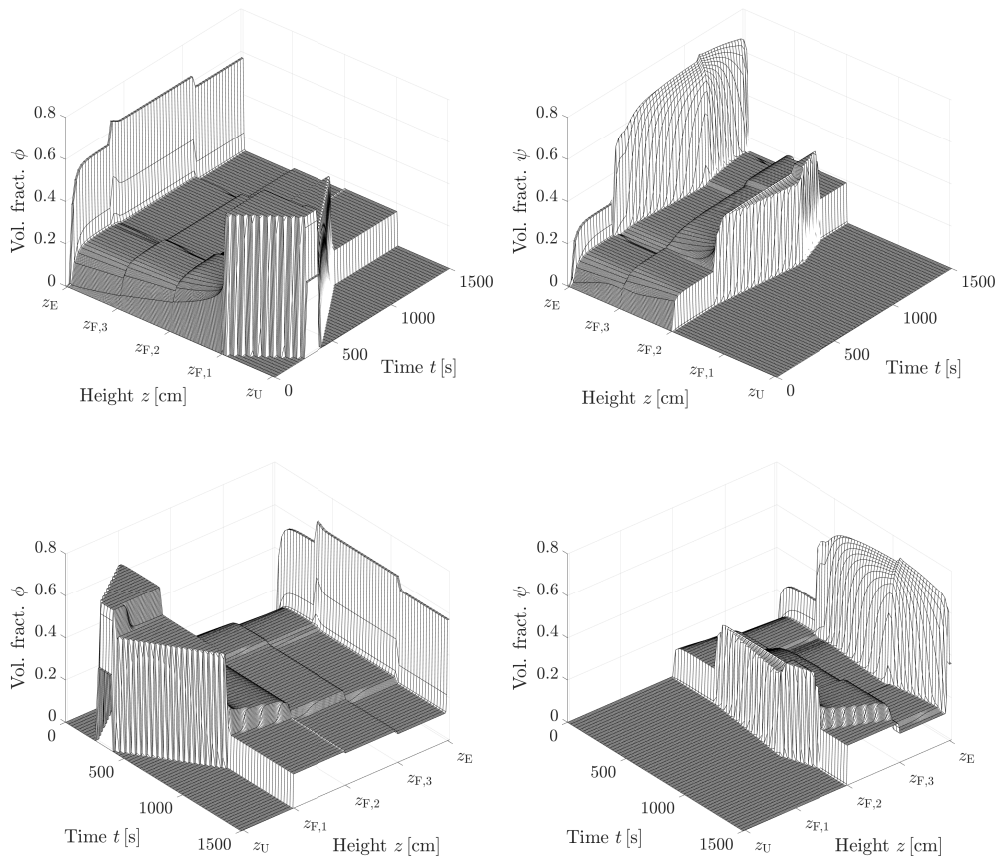 Vol. fract. ϕ
0.8
0.6
0.4
0.2
0
z_E
z_F,3
z_F,2
z_F,1
z_U
Height z [cm]
0
500
1000
1500
Time t [s]
Vol. fract. ψ
0.8
0.6
0.4
0.2
0
z_E
z_F,3
z_F,2
z_F,1
z_U
Height z [cm]
0
500
1000
1500
Time t [s]
Vol. fract. ϕ
0.8
0.6
0.4
0.2
0
0
500
1000
1500
Time t [s]
z_U
z_F,1
z_F,2
z_F,3
z_E
Height z [cm]
Vol. fract. ψ
0.8
0.6
0.4
0.2
0
0
500
1000
1500
Time t [s]
z_U
z_F,1
z_F,2
z_F,3
z_E
Height z [cm]